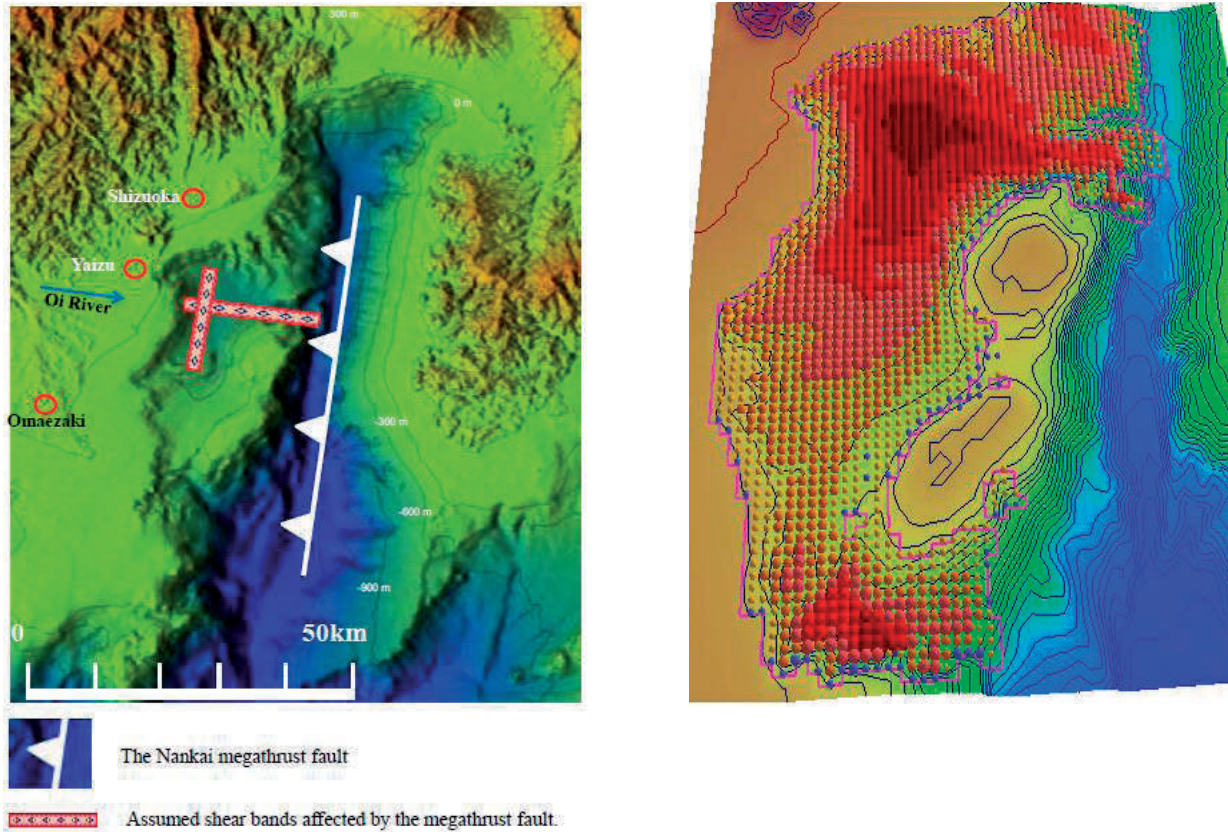 300 m
0 m
Shizuoka
Yaizu
Oi River
Omaezaki
-300 m
-600 m
-900 m
0
50km
The Nankai megathrust fault
Assumed shear bands affected by the megathrust fault.